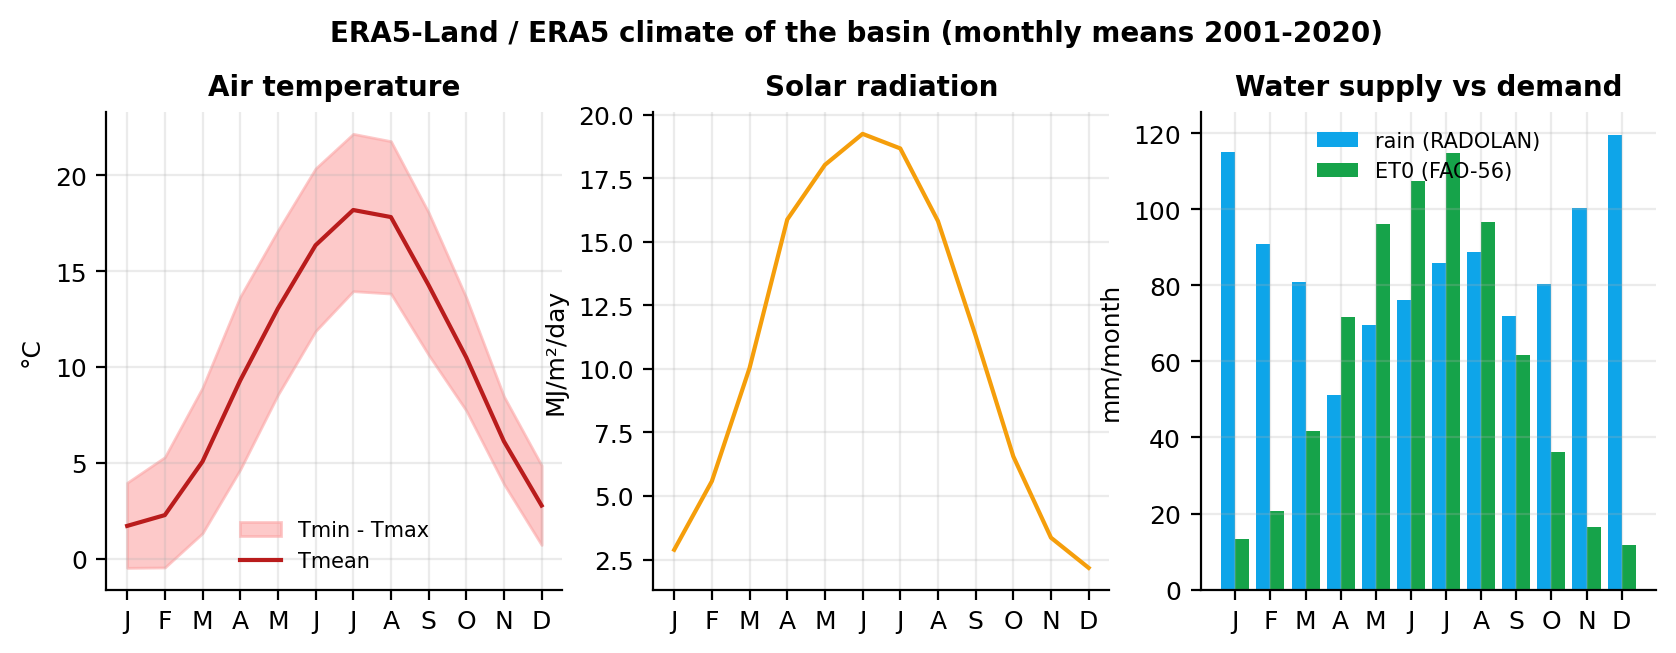 ERA5-Land / ERA5 climate of the basin (monthly means 2001-2020)
Air temperature
°C
20
15
10
5
0
Tmin - Tmax
Tmean
J F M A M J J A S O N D
Solar radiation
MJ/m²/day
20.0
17.5
15.0
12.5
10.0
7.5
5.0
2.5
J F M A M J J A S O N D
Water supply vs demand
mm/month
120
100
80
60
40
20
0
rain (RADOLAN)
ET0 (FAO-56)
J F M A M J J A S O N D